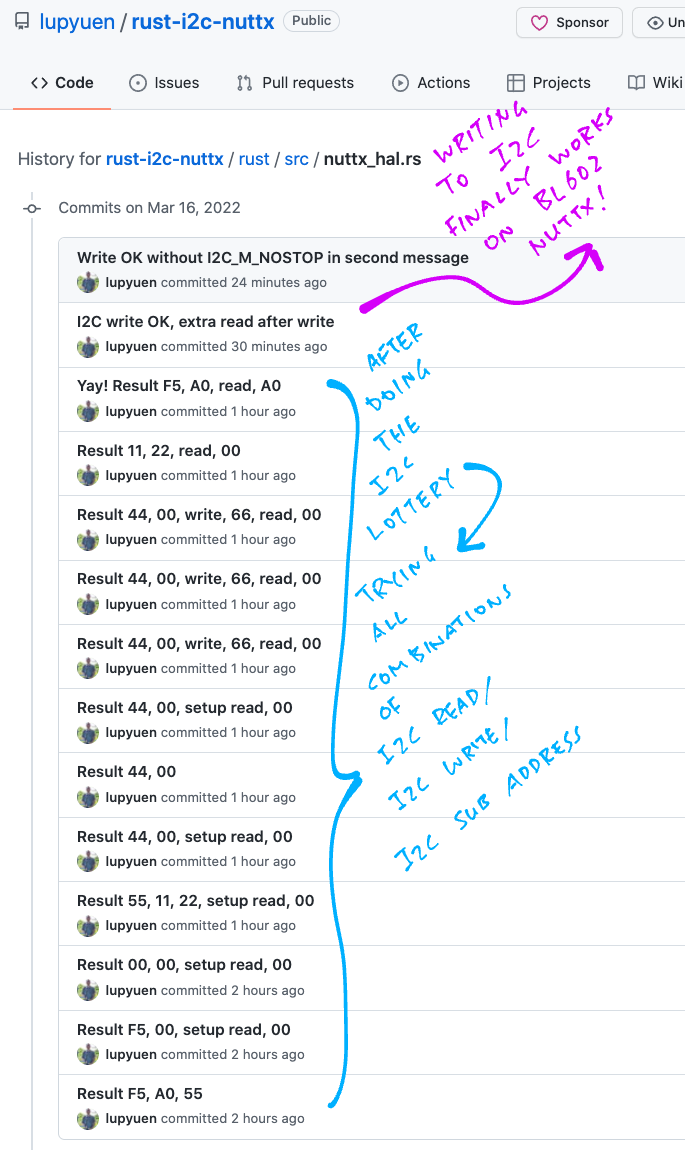 lupyuen / rust-i2c-nuttx Public
Sponsor
Un
Code Issues Pull requests Actions Projects Wiki
History for rust-i2c-nuttx / rust / src / nuttx_hal.rs
WRITING
TO I2C
FINALLY WORKS
ON BL602
NUTTX!
Commits on Mar 16, 2022
Write OK without I2C_M_NOSTOP in second message
lupyuen committed 24 minutes ago
I2C write OK, extra read after write
lupyuen committed 30 minutes ago
Yay! Result F5, A0, read, A0
lupyuen committed 1 hour ago
Result 11, 22, read, 00
lupyuen committed 1 hour ago
Result 44, 00, write, 66, read, 00
lupyuen committed 1 hour ago
Result 44, 00, write, 66, read, 00
lupyuen committed 1 hour ago
Result 44, 00, write, 66, read, 00
lupyuen committed 1 hour ago
Result 44, 00, setup read, 00
lupyuen committed 1 hour ago
Result 44, 00
lupyuen committed 1 hour ago
Result 44, 00, setup read, 00
lupyuen committed 1 hour ago
Result 55, 11, 22, setup read, 00
lupyuen committed 1 hour ago
Result 00, 00, setup read, 00
lupyuen committed 2 hours ago
Result F5, 00, setup read, 00
lupyuen committed 2 hours ago
Result F5, A0, 55
lupyuen committed 2 hours ago
AFTER
DOING
THE
I2C
LOTTERY
TRYING
ALL
COMBINATIONS
OF
I2C READ/
I2C WRITE/
I2C SUB ADDRESS